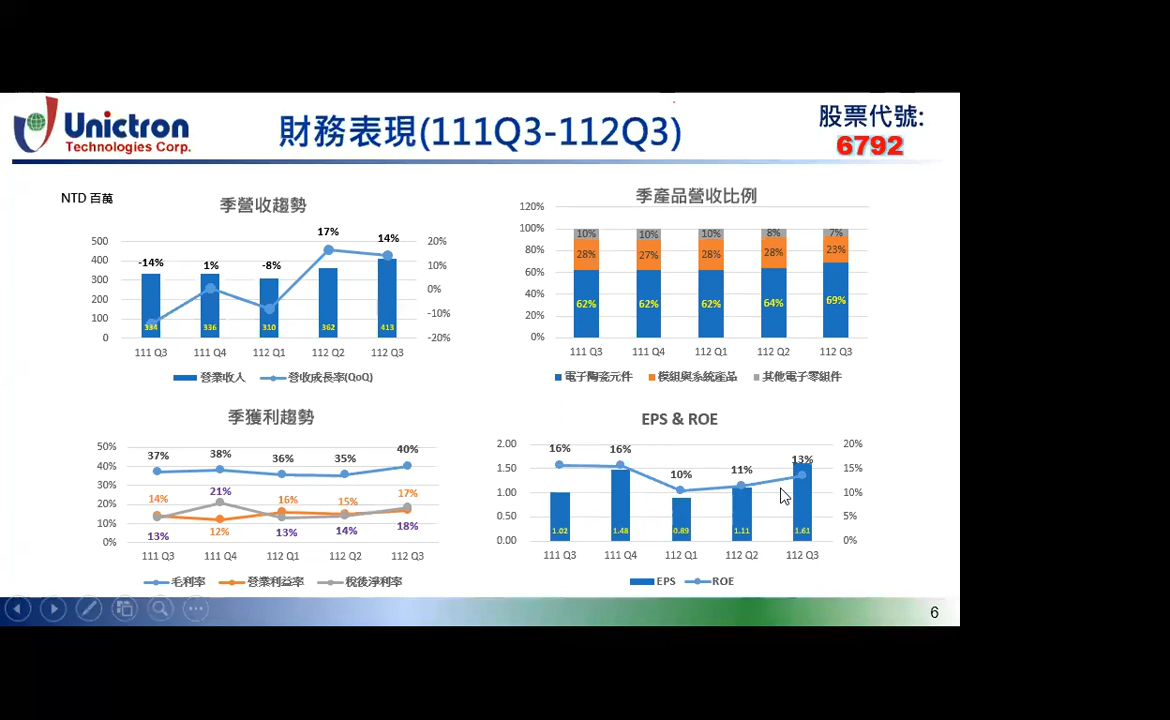 Unictron
Technologies Corp.
財務表現(111Q3-112Q3)
股票代號:
6792
NTD 百萬
季營收趨勢
500
400
300
200
100
0
20%
10%
0%
-10%
-20%
-14%
1%
-8%
17%
14%
334
336
310
362
413
111 Q3
111 Q4
112 Q1
112 Q2
112 Q3
營業收入
營收成長率(QoQ)
季產品營收比例
120%
100%
80%
60%
40%
20%
0%
10%
10%
10%
8%
7%
28%
27%
28%
28%
23%
62%
62%
62%
64%
69%
111 Q3
111 Q4
112 Q1
112 Q2
112 Q3
電子陶瓷元件
模組與系統產品
其他電子零組件
季獲利趨勢
50%
40%
30%
20%
10%
0%
37%
38%
36%
35%
40%
14%
21%
16%
15%
17%
13%
12%
13%
14%
18%
111 Q3
111 Q4
112 Q1
112 Q2
112 Q3
毛利率
營業利益率
稅後淨利率
EPS & ROE
2.00
1.50
1.00
0.50
0.00
20%
15%
10%
5%
0%
16%
16%
10%
11%
13%
1.02
1.48
0.89
1.11
1.61
111 Q3
111 Q4
112 Q1
112 Q2
112 Q3
EPS
ROE
6